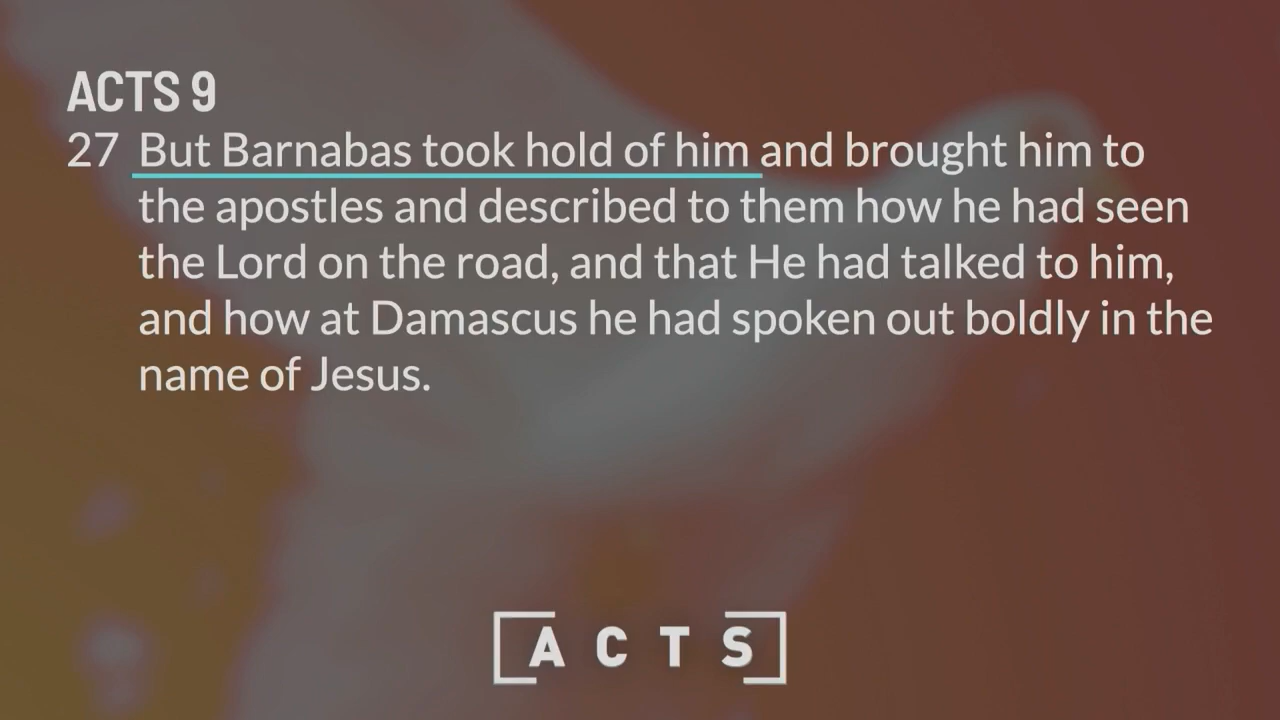 ACTS 9
27 But Barnabas took hold of him and brought him to
the apostles and described to them how he had seen
the Lord on the road, and that He had talked to him,
and how at Damascus he had spoken out boldly in the
name of Jesus.
ACTS